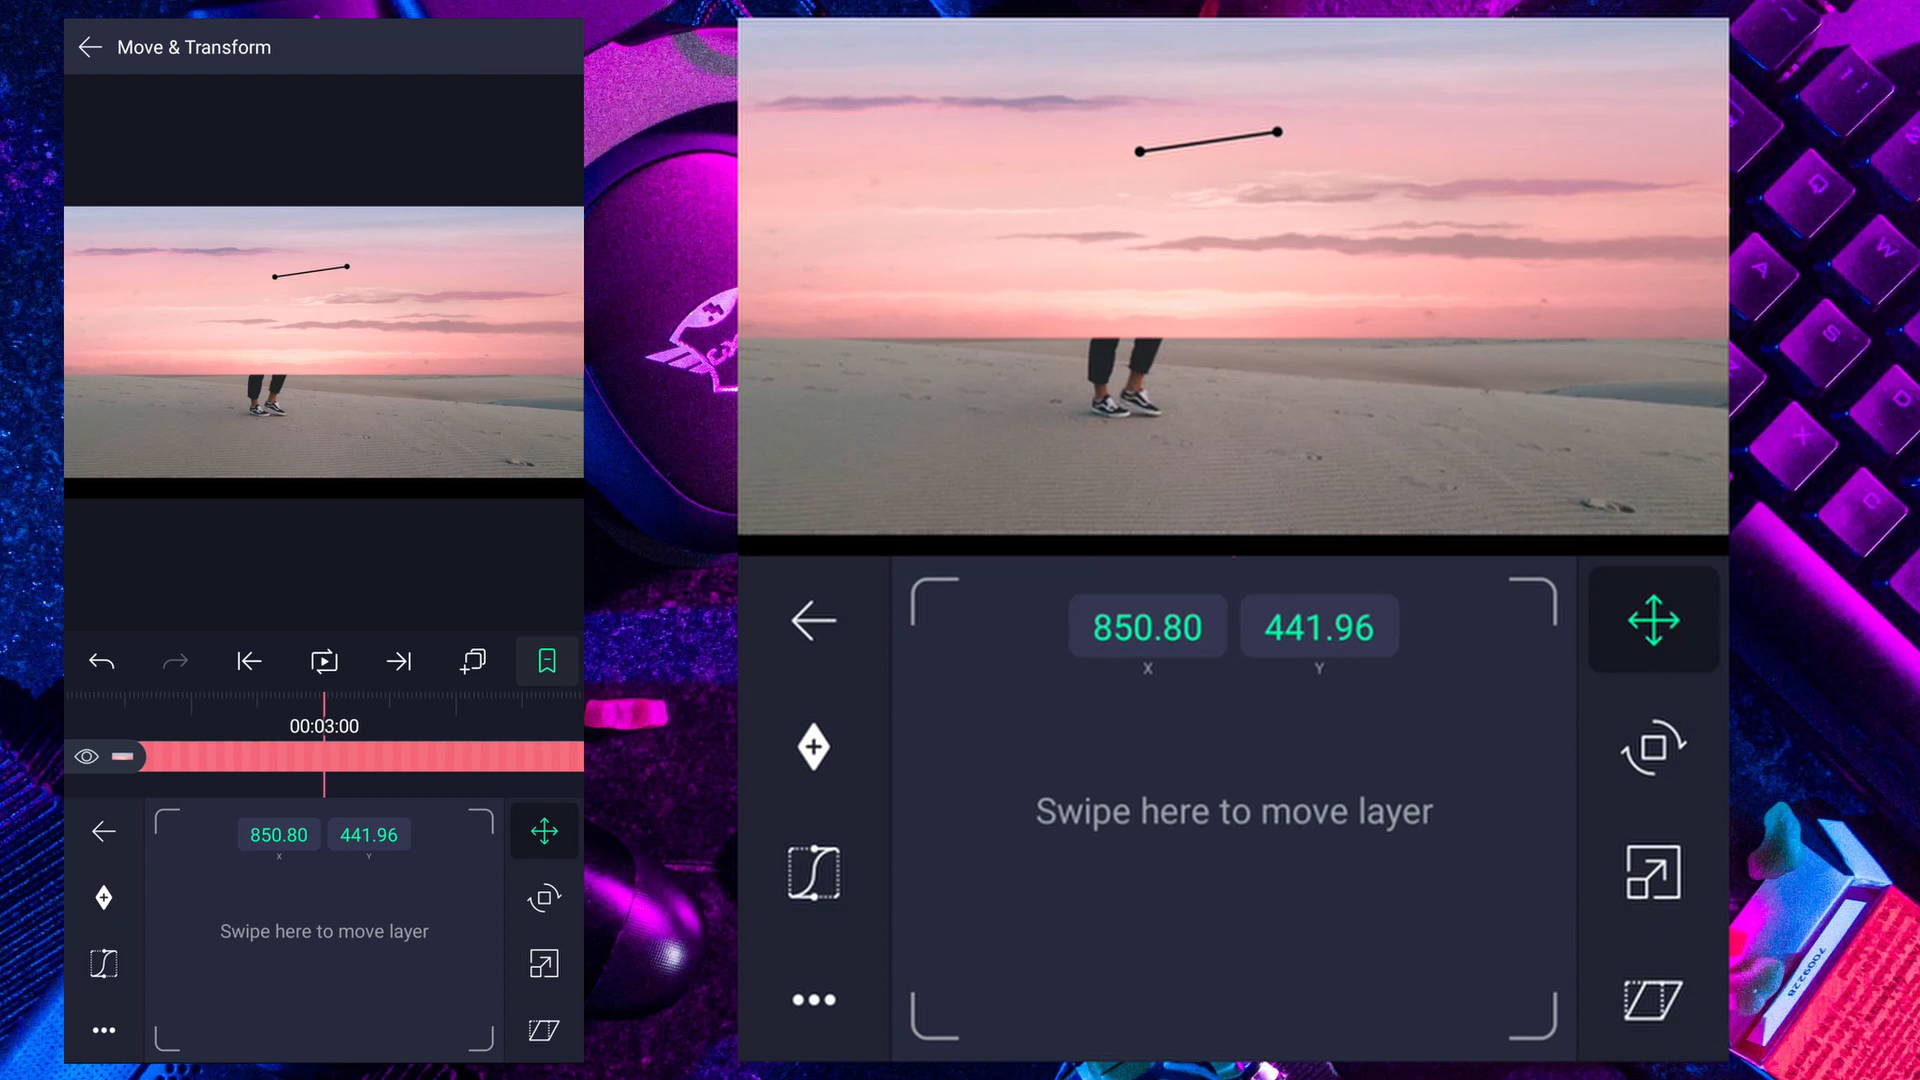 Move & Transform
00:03:00
850.80 441.96
X Y
Swipe here to move layer
850.80 441.96
X Y
Swipe here to move layer
Q
W
A
S
D
X
C
7009228